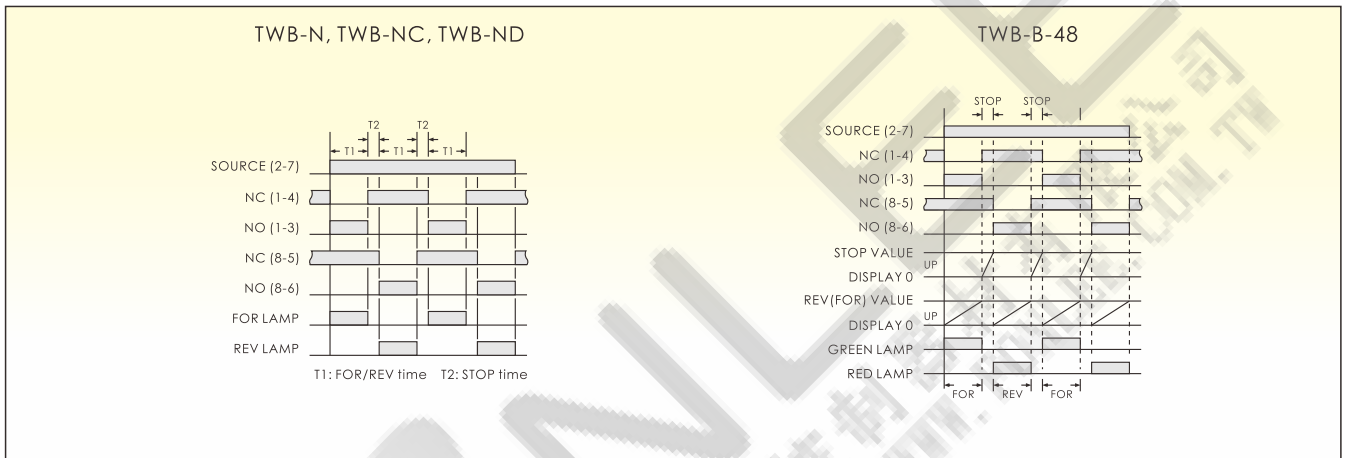 TWB-N, TWB-NC, TWB-ND
T2 T2
T1 T1 T1
SOURCE (2-7)
NC (1-4)
NO (1-3)
NC (8-5)
NO (8-6)
FOR LAMP
REV LAMP
T1: FOR/REV time T2: STOP time
TWB-B-48
STOP STOP
SOURCE (2-7)
NC (1-4)
NO (1-3)
NC (8-5)
NO (8-6)
STOP VALUE
UP
DISPLAY 0
REV(FOR) VALUE
UP
DISPLAY 0
GREEN LAMP
RED LAMP
FOR REV FOR